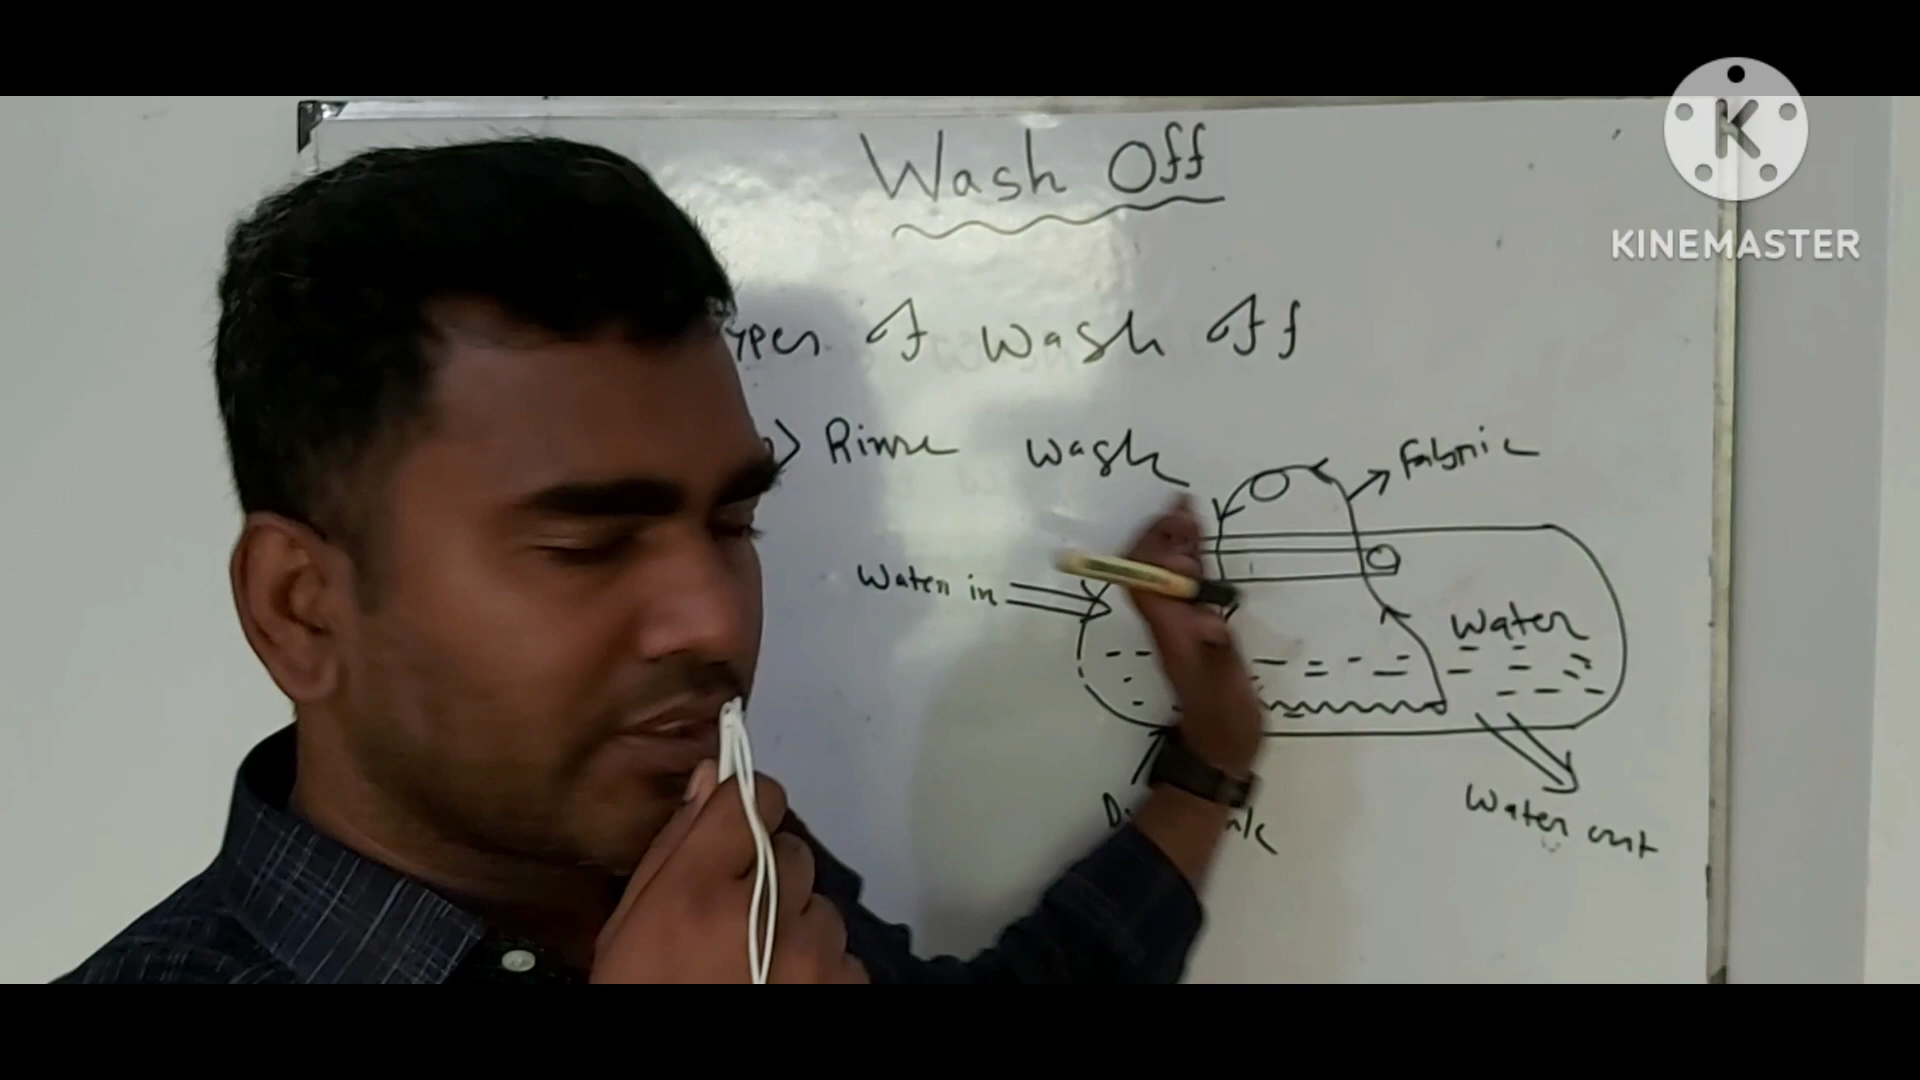 K
KINEMASTER
Wash Off
ypes of wash off
Rinse wash
Fabric
Water in
Water
Water out